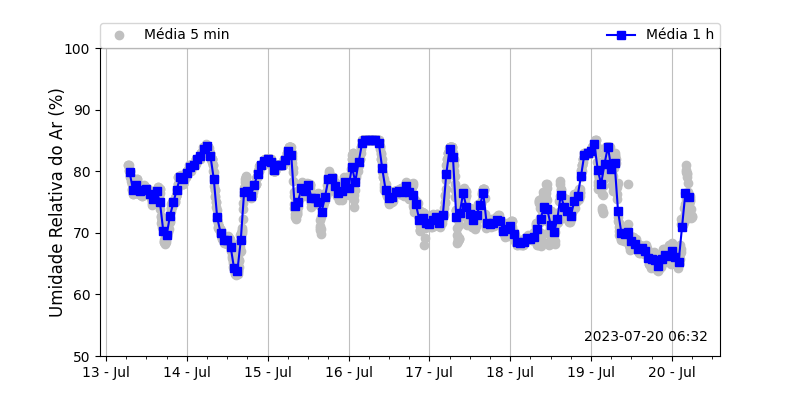 Média 5 min
Média 1 h
100
90
80
70
60
50
Umidade Relativa do Ar (%)
2023-07-20 06:32
13 - Jul
14 - Jul
15 - Jul
16 - Jul
17 - Jul
18 - Jul
19 - Jul
20 - Jul